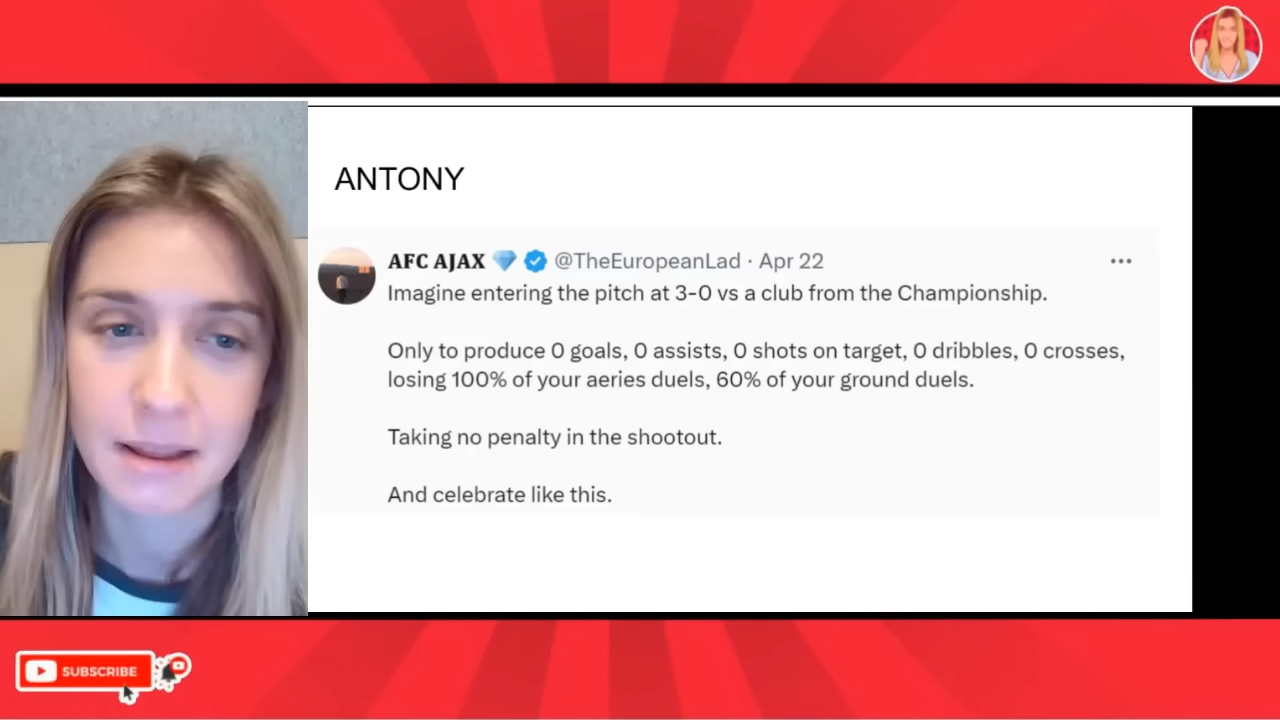 ANTONY
AFC AJAX 💎 @TheEuropeanLad · Apr 22
Imagine entering the pitch at 3-0 vs a club from the Championship.
Only to produce 0 goals, 0 assists, 0 shots on target, 0 dribbles, 0 crosses,
losing 100% of your aeries duels, 60% of your ground duels.
Taking no penalty in the shootout.
And celebrate like this.
SUBSCRIBE